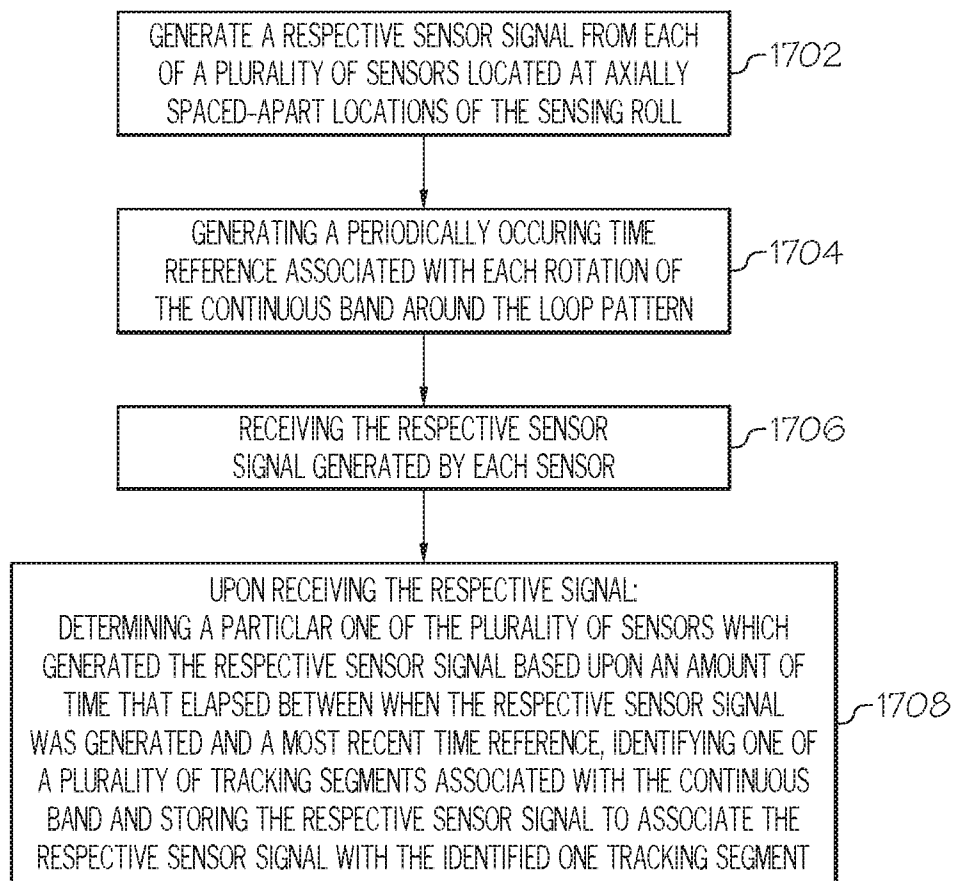 GENERATE A RESPECTIVE SENSOR SIGNAL FROM EACH
OF A PLURALITY OF SENSORS LOCATED AT AXIALLY
SPACED-APART LOCATIONS OF THE SENSING ROLL
1702
GENERATING A PERIODICALLY OCCURING TIME
REFERENCE ASSOCIATED WITH EACH ROTATION OF
THE CONTINUOUS BAND AROUND THE LOOP PATTERN
1704
RECEIVING THE RESPECTIVE SENSOR
SIGNAL GENERATED BY EACH SENSOR
1706
UPON RECEIVING THE RESPECTIVE SIGNAL:
DETERMINING A PARTICLAR ONE OF THE PLURALITY OF SENSORS WHICH
GENERATED THE RESPECTIVE SENSOR SIGNAL BASED UPON AN AMOUNT OF
TIME THAT ELAPSED BETWEEN WHEN THE RESPECTIVE SENSOR SIGNAL
WAS GENERATED AND A MOST RECENT TIME REFERENCE, IDENTIFYING ONE OF
A PLURALITY OF TRACKING SEGMENTS ASSOCIATED WITH THE CONTINUOUS
BAND AND STORING THE RESPECTIVE SENSOR SIGNAL TO ASSOCIATE THE
RESPECTIVE SENSOR SIGNAL WITH THE IDENTIFIED ONE TRACKING SEGMENT
1708